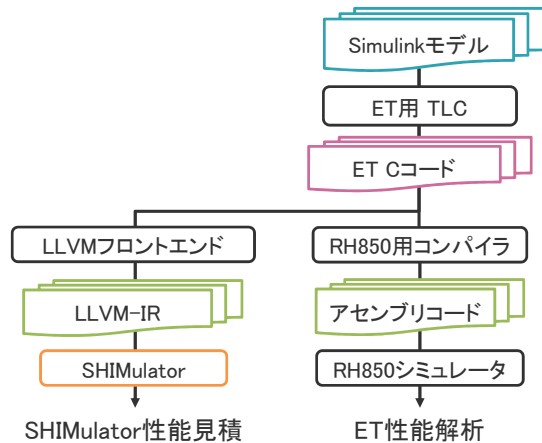 Simulinkモデル
ET用 TLC
ET Cコード
LLVMフロントエンド
RH850用コンパイラ
LLVM-IR
アセンブリコード
SHIMulator
RH850シミュレータ
SHIMulator性能見積
ET性能解析